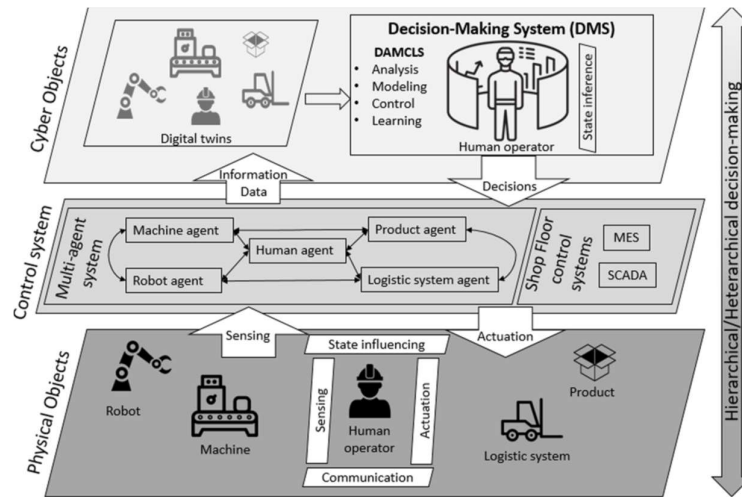 Cyber Objects
Decision-Making System (DMS)
DAMCLS
• Analysis
• Modeling
• Control
• Learning
State inference
Human operator
Digital twins
Information
Data
Decisions
Control system
Multi-agent
system
Machine agent
Product agent
Human agent
Robot agent
Logistic system agent
Shop Floor
control
systems
MES
SCADA
Sensing
Actuation
Physical Objects
State influencing
Robot
Machine
Sensing
Human
operator
Actuation
Communication
Product
Logistic system
Hierarchical/Heterarchical decision-making